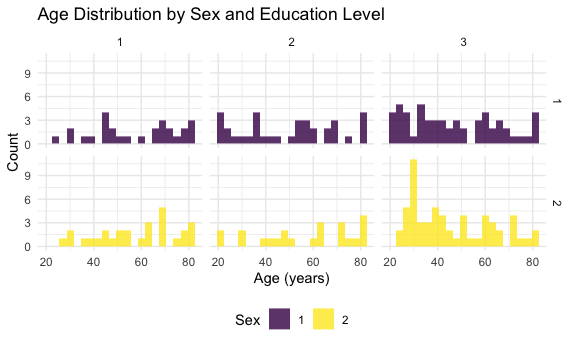 Age Distribution by Sex and Education Level
1 2 3
9
6
3
0
1
9
6
3
0
2
20 40 60 80 20 40 60 80 20 40 60 80
Count
Age (years)
Sex 1 2